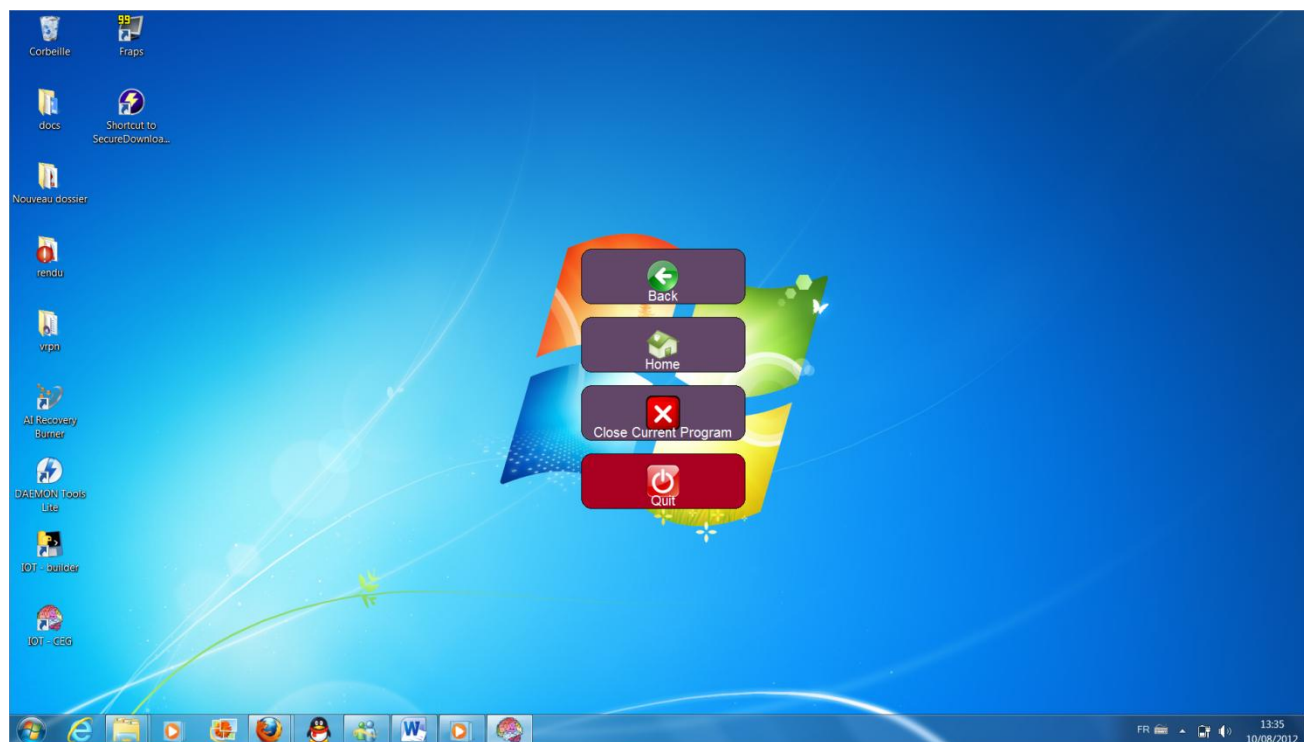 99
Corbeille
Fraps
docs
Shortcut to
SecureDownloa...
Nouveau dossier
rendu
vrpn
AI Recovery
Burner
DAEMON Tools
Lite
IOT - builder
IOT - CEG
Back
Home
Close Current Program
Quit
W
FR
13:35
10/08/2012